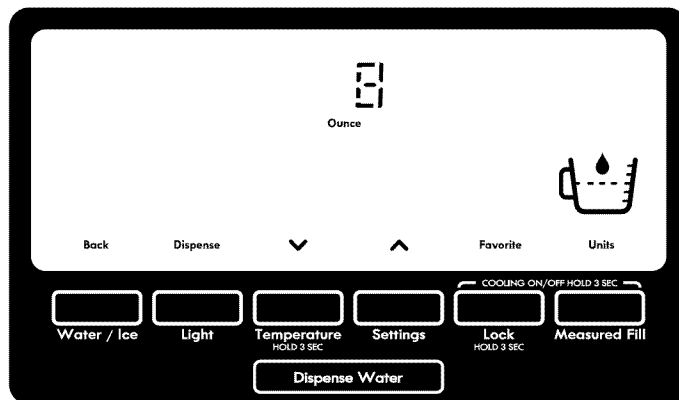 8
Ounce
Back Dispense Favorite Units
COOLING ON/OFF HOLD 3 SEC
Water / Ice Light Temperature Settings Lock Measured Fill
HOLD 3 SEC HOLD 3 SEC
Dispense Water